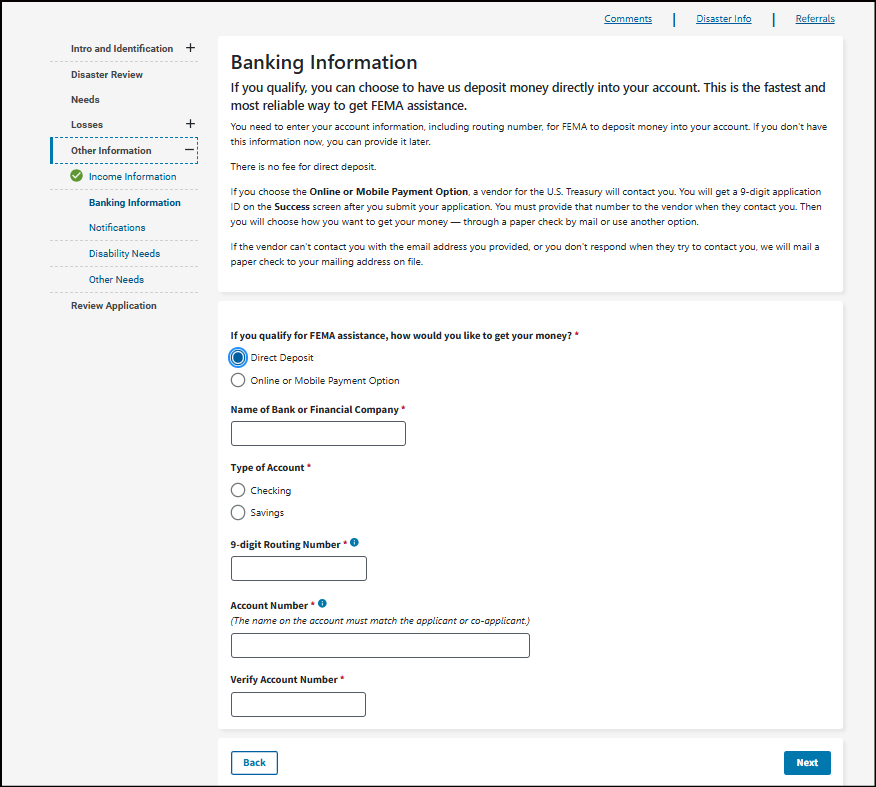 Comments | Disaster Info | Referrals
Intro and Identification +
Disaster Review
Needs
Losses +
Other Information −
Income Information
Banking Information
Notifications
Disability Needs
Other Needs
Review Application
Banking Information
If you qualify, you can choose to have us deposit money directly into your account. This is the fastest and
most reliable way to get FEMA assistance.
You need to enter your account information, including routing number, for FEMA to deposit money into your account. If you don't have
this information now, you can provide it later.
There is no fee for direct deposit.
If you choose the Online or Mobile Payment Option, a vendor for the U.S. Treasury will contact you. You will get a 9-digit application
ID on the Success screen after you submit your application. You must provide that number to the vendor when they contact you. Then
you will choose how you want to get your money — through a paper check by mail or use another option.
If the vendor can't contact you with the email address you provided, or you don't respond when they try to contact you, we will mail a
paper check to your mailing address on file.
If you qualify for FEMA assistance, how would you like to get your money? *
Direct Deposit
Online or Mobile Payment Option
Name of Bank or Financial Company *
Type of Account *
Checking
Savings
9-digit Routing Number * i
Account Number * i
(The name on the account must match the applicant or co-applicant.)
Verify Account Number *
Back
Next